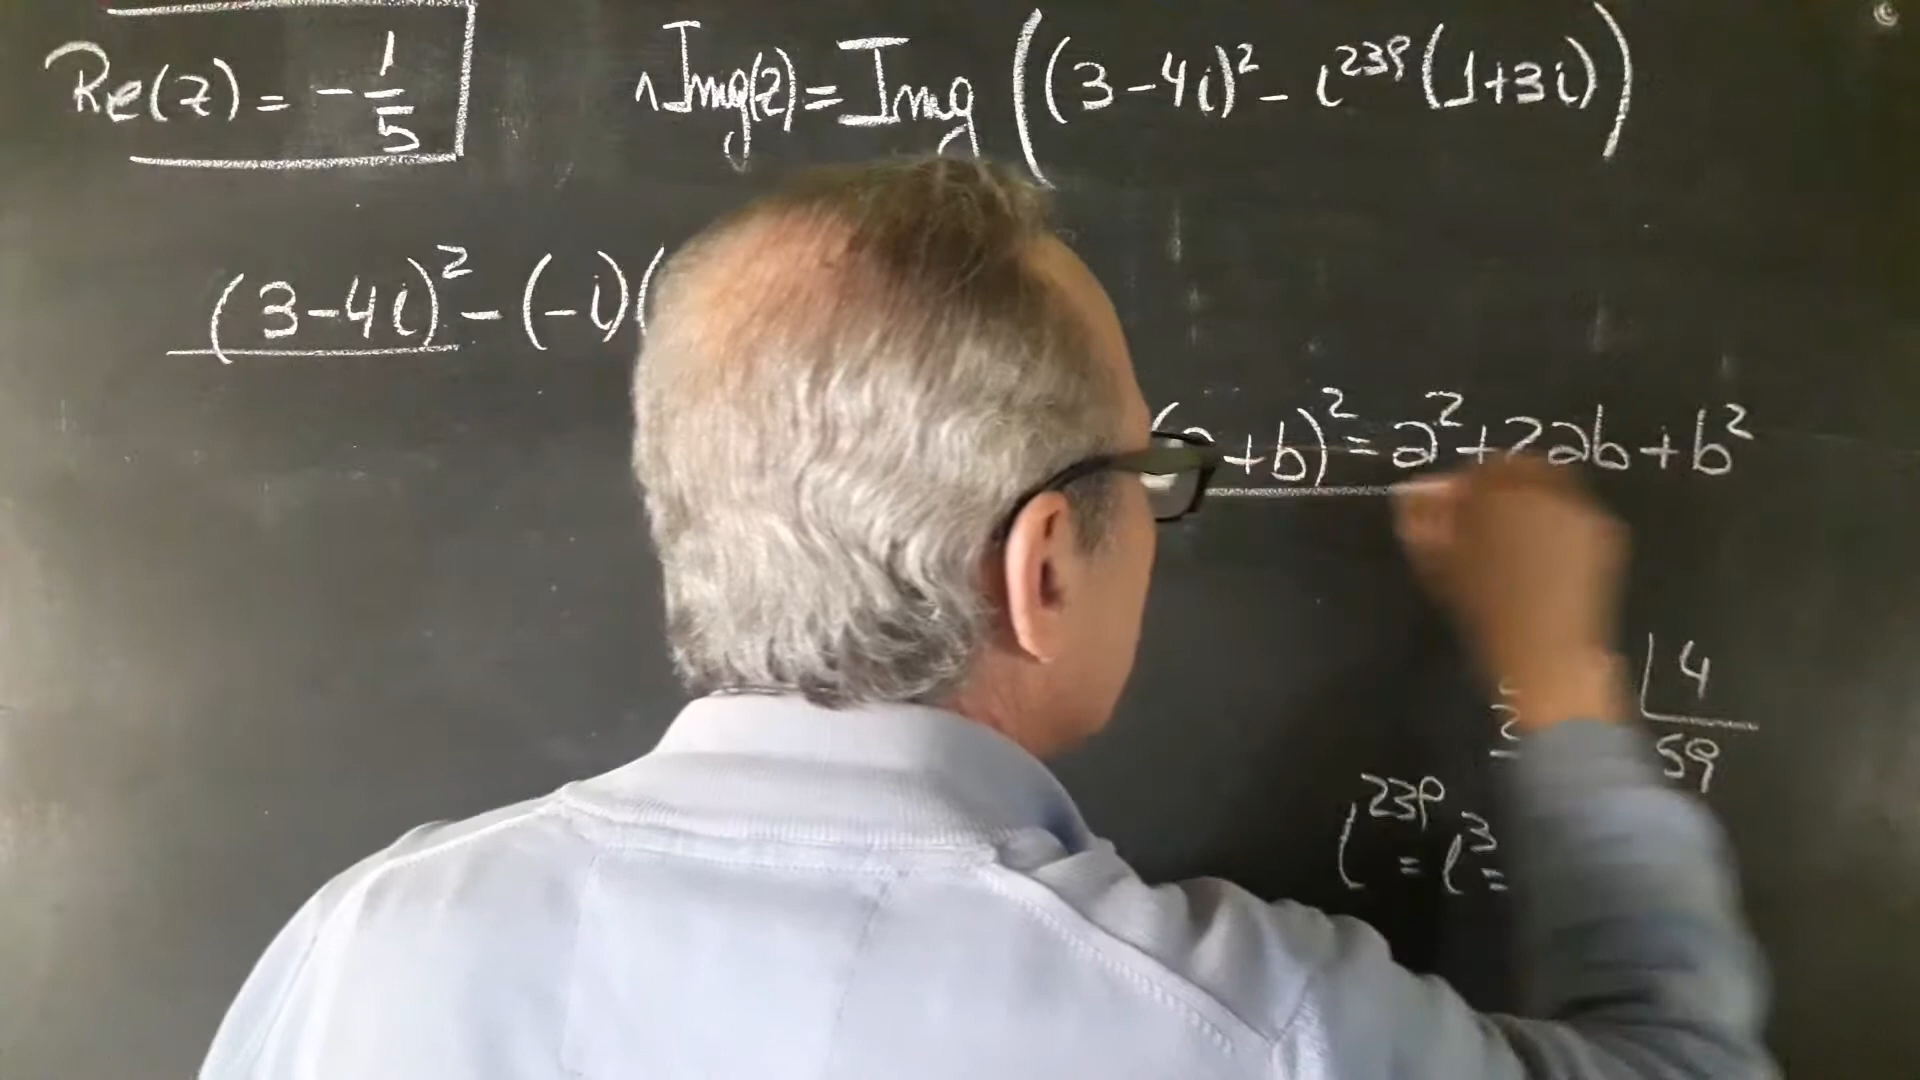 Re(z) = -1/5
Img(z) = Img ((3-4i)² - i²³⁹(1+3i))
(3-4i)² - (-i)(
+b)² = a²+2ab+b²
4
59
i²³⁹ = i³ =